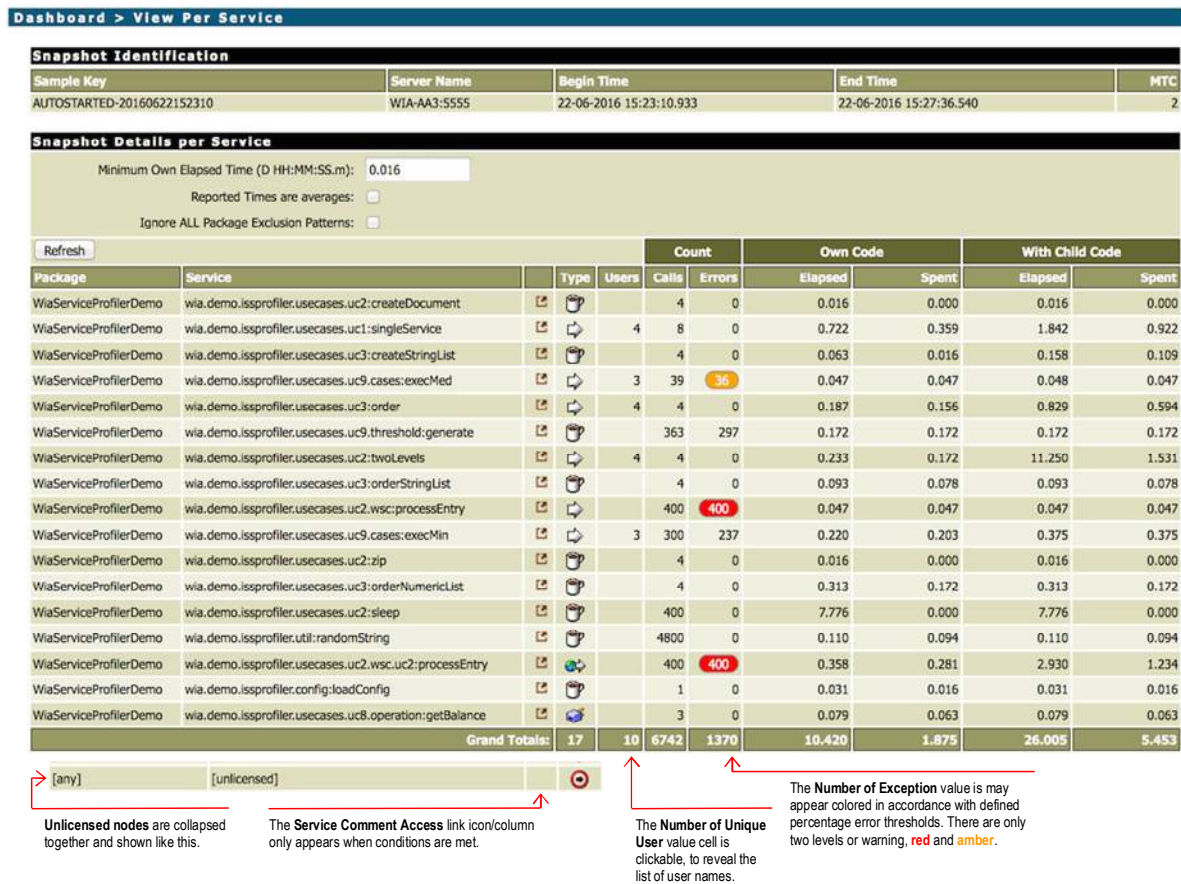 Dashboard > View Per Service
Snapshot Identification
Sample Key Server Name Begin Time End Time MTC
AUTOSTARTED-20160622152310 WIA-AA3:5555 22-06-2016 15:23:10.933 22-06-2016 15:27:36.540 2
Snapshot Details per Service
Minimum Own Elapsed Time (D HH:MM:SS.m): 0.016
Reported Times are averages:
Ignore ALL Package Exclusion Patterns:
Refresh Count Own Code With Child Code
Package Service Type Users Calls Errors Elapsed Spent Elapsed Spent
WiaServiceProfilerDemo wia.demo.issprofiler.usecases.uc2:createDocument 4 0 0.016 0.000 0.016 0.000
WiaServiceProfilerDemo wia.demo.issprofiler.usecases.uc1:singleService 4 8 0 0.722 0.359 1.842 0.922
WiaServiceProfilerDemo wia.demo.issprofiler.usecases.uc3:createStringList 4 0 0.063 0.016 0.158 0.109
WiaServiceProfilerDemo wia.demo.issprofiler.usecases.uc9.cases:execMed 3 39 36 0.047 0.047 0.048 0.047
WiaServiceProfilerDemo wia.demo.issprofiler.usecases.uc3:order 4 4 0 0.187 0.156 0.829 0.594
WiaServiceProfilerDemo wia.demo.issprofiler.usecases.uc9.threshold:generate 363 297 0.172 0.172 0.172 0.172
WiaServiceProfilerDemo wia.demo.issprofiler.usecases.uc2:twoLevels 4 4 0 0.233 0.172 11.250 1.531
WiaServiceProfilerDemo wia.demo.issprofiler.usecases.uc3:orderStringList 4 0 0.093 0.078 0.093 0.078
WiaServiceProfilerDemo wia.demo.issprofiler.usecases.uc2.wsc:processEntry 400 400 0.047 0.047 0.047 0.047
WiaServiceProfilerDemo wia.demo.issprofiler.usecases.uc9.cases:execMin 3 300 237 0.220 0.203 0.375 0.375
WiaServiceProfilerDemo wia.demo.issprofiler.usecases.uc2:zip 4 0 0.016 0.000 0.016 0.000
WiaServiceProfilerDemo wia.demo.issprofiler.usecases.uc3:orderNumericList 4 0 0.313 0.172 0.313 0.172
WiaServiceProfilerDemo wia.demo.issprofiler.usecases.uc2:sleep 400 0 7.776 0.000 7.776 0.000
WiaServiceProfilerDemo wia.demo.issprofiler.util:randomString 4800 0 0.110 0.094 0.110 0.094
WiaServiceProfilerDemo wia.demo.issprofiler.usecases.uc2.wsc.uc2:processEntry 400 400 0.358 0.281 2.930 1.234
WiaServiceProfilerDemo wia.demo.issprofiler.config:loadConfig 1 0 0.031 0.016 0.031 0.016
WiaServiceProfilerDemo wia.demo.issprofiler.usecases.uc8.operation:getBalance 3 0 0.079 0.063 0.079 0.063
Grand Totals: 17 10 6742 1370 10.420 1.875 26.005 5.453
[any] [unlicensed]
Unlicensed nodes are collapsed
together and shown like this.
The Service Comment Access link icon/column
only appears when conditions are met.
The Number of Unique
User value cell is
clickable, to reveal the
list of user names.
The Number of Exception value is may
appear colored in accordance with defined
percentage error thresholds. There are only
two levels or warning, red and amber.